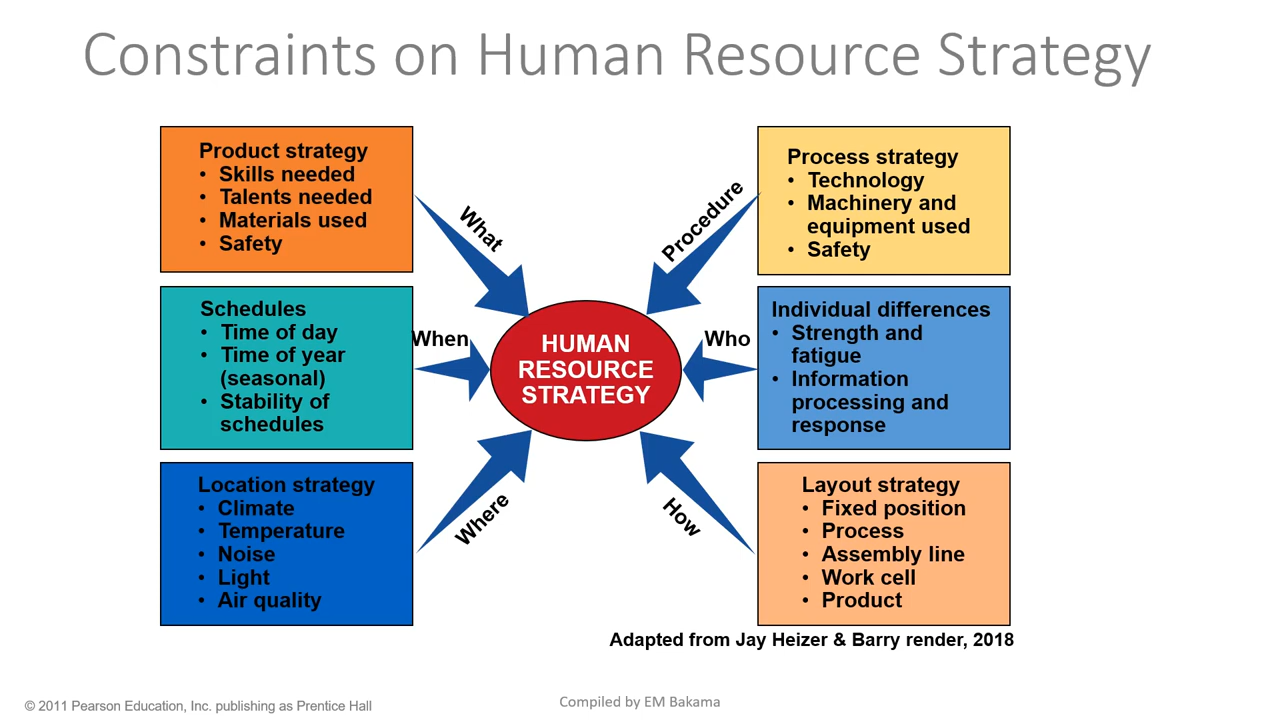 Constraints on Human Resource Strategy
Product strategy
• Skills needed
• Talents needed
• Materials used
• Safety
What
Schedules
• Time of day
• Time of year
(seasonal)
• Stability of
schedules
When
Location strategy
• Climate
• Temperature
• Noise
• Light
• Air quality
Where
HUMAN
RESOURCE
STRATEGY
Process strategy
• Technology
• Machinery and
equipment used
• Safety
Procedure
Individual differences
• Strength and
fatigue
• Information
processing and
response
Who
Layout strategy
• Fixed position
• Process
• Assembly line
• Work cell
• Product
How
Adapted from Jay Heizer & Barry render, 2018
© 2011 Pearson Education, Inc. publishing as Prentice Hall
Compiled by EM Bakama